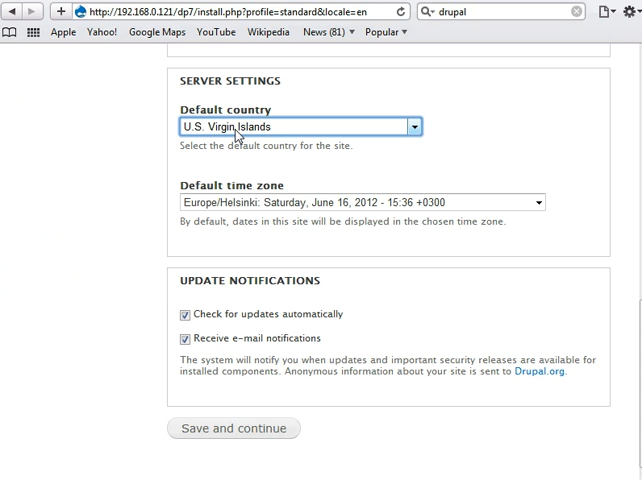 http://192.168.0.121/dp7/install.php?profile=standard&locale=en
drupal
Apple Yahoo! Google Maps YouTube Wikipedia News (81) Popular
SERVER SETTINGS
Default country
U.S. Virgin Islands
Select the default country for the site.
Default time zone
Europe/Helsinki: Saturday, June 16, 2012 - 15:36 +0300
By default, dates in this site will be displayed in the chosen time zone.
UPDATE NOTIFICATIONS
Check for updates automatically
Receive e-mail notifications
The system will notify you when updates and important security releases are available for
installed components. Anonymous information about your site is sent to Drupal.org.
Save and continue